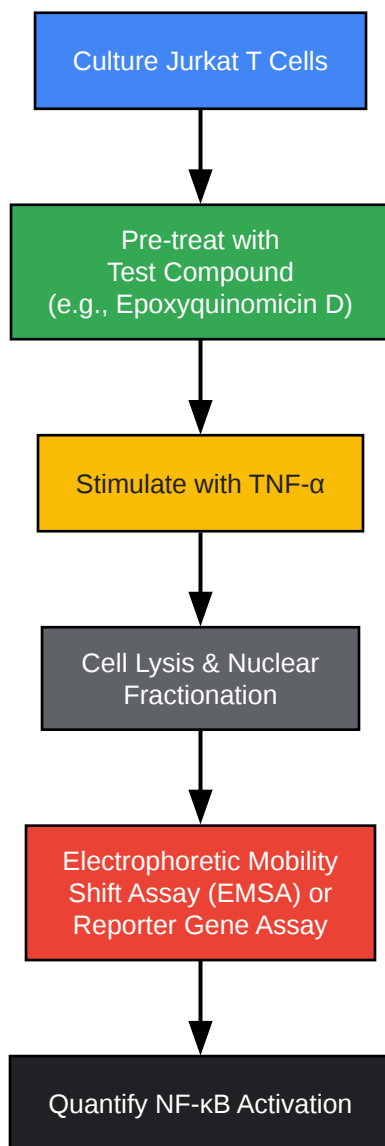 Culture Jurkat T Cells
Pre-treat with
Test Compound
(e.g., Epoxyquinomicin D)
Stimulate with TNF-α
Cell Lysis & Nuclear
Fractionation
Electrophoretic Mobility
Shift Assay (EMSA) or
Reporter Gene Assay
Quantify NF-κB Activation